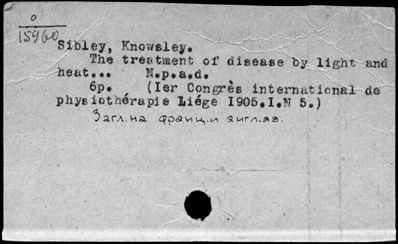 0
15960
Sibley, Knowsley.
The treatment of disease by light and
heat... N.p.a.d.
6p. (Ier Congrès international de
physiothérapie Liége I905.I.N 5.)
Загл.на франц.и англ.яз.